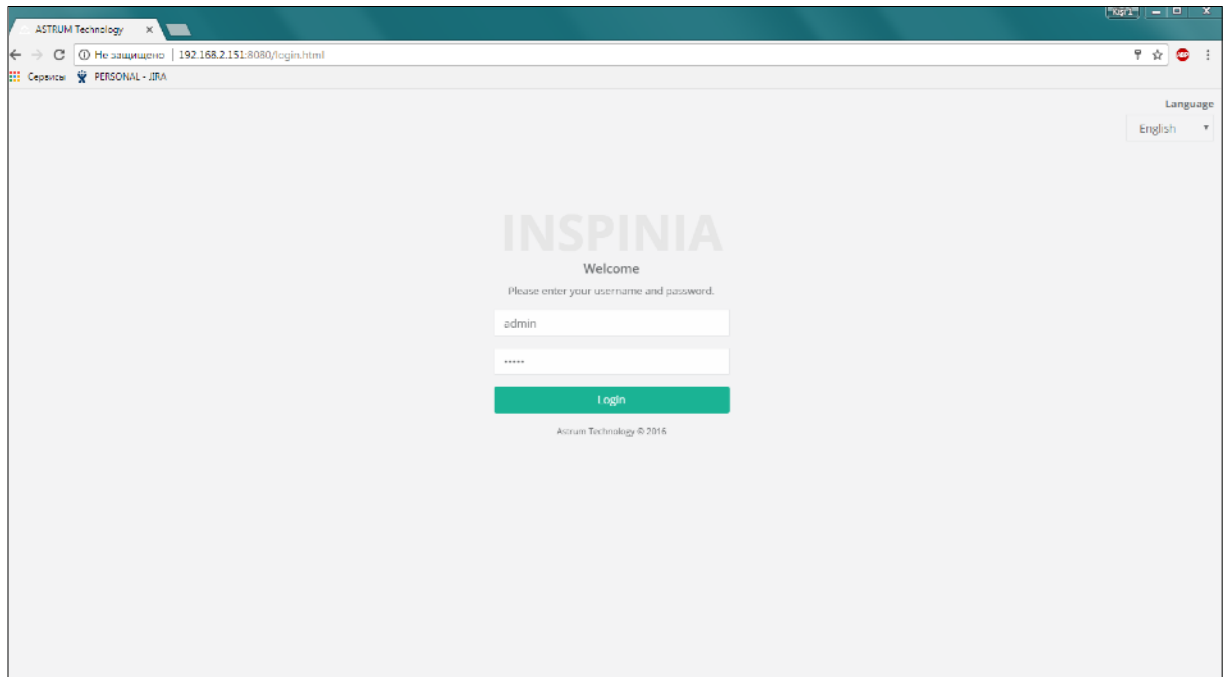 ASTRUM Technology
Не защищено | 192.168.2.151:8080/login.html
Сервисы PERSONAL - JIRA
Language
English
INSPINIA
Welcome
Please enter your username and password.
admin
•••••
Login
Astrum Technology © 2016